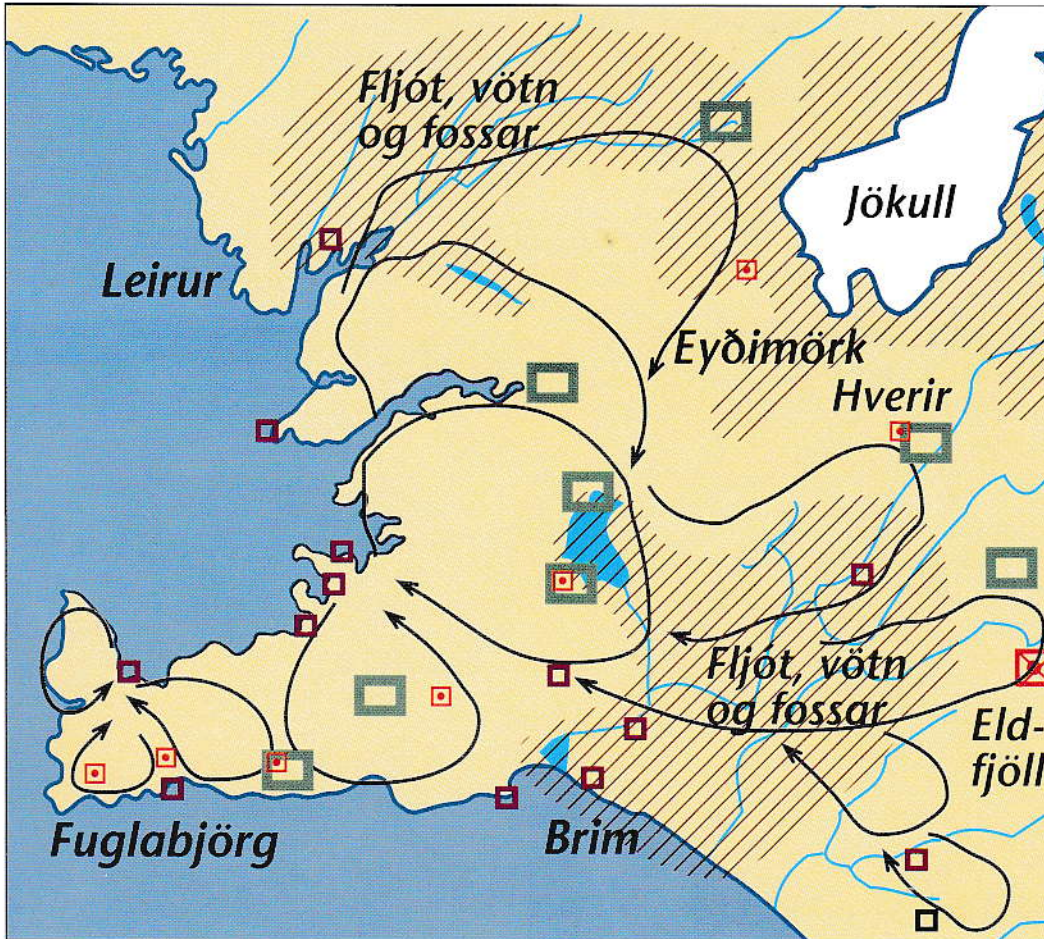 Fljót, vötn
og fossar
Jökull
Leirur
Eyðimörk
Hverir
Fljót, vötn
og fossar
Eld-
fjöll
Fuglabjörg
Brim